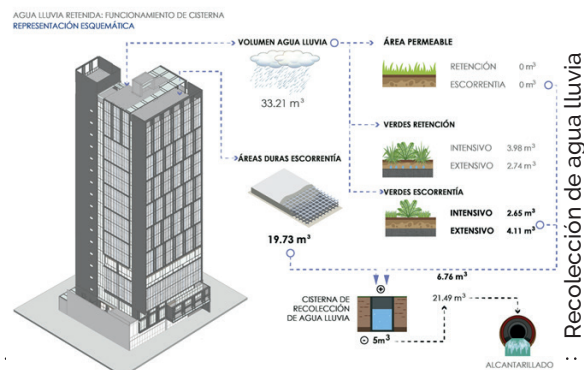 AGUA LLUVIA RETENIDA: FUNCIONAMIENTO DE CISTERNA
REPRESENTACIÓN ESQUEMÁTICA
VOLUMEN AGUA LLUVIA
33.21 m³
ÁREAS DURAS ESCORRENTÍA
19.73 m³
ÁREA PERMEABLE
RETENCIÓN 0 m³
ESCORRENTIA 0 m³
VERDES RETENCIÓN
INTENSIVO 3.98 m³
EXTENSIVO 2.74 m³
VERDES ESCORRENTÍA
INTENSIVO 2.65 m³
EXTENSIVO 4.11 m³
6.76 m³
CISTERNA DE
RECOLECCIÓN
DE AGUA LLUVIA
5m³
21.49 m³
ALCANTARILLADO
: Recolección de agua lluvia